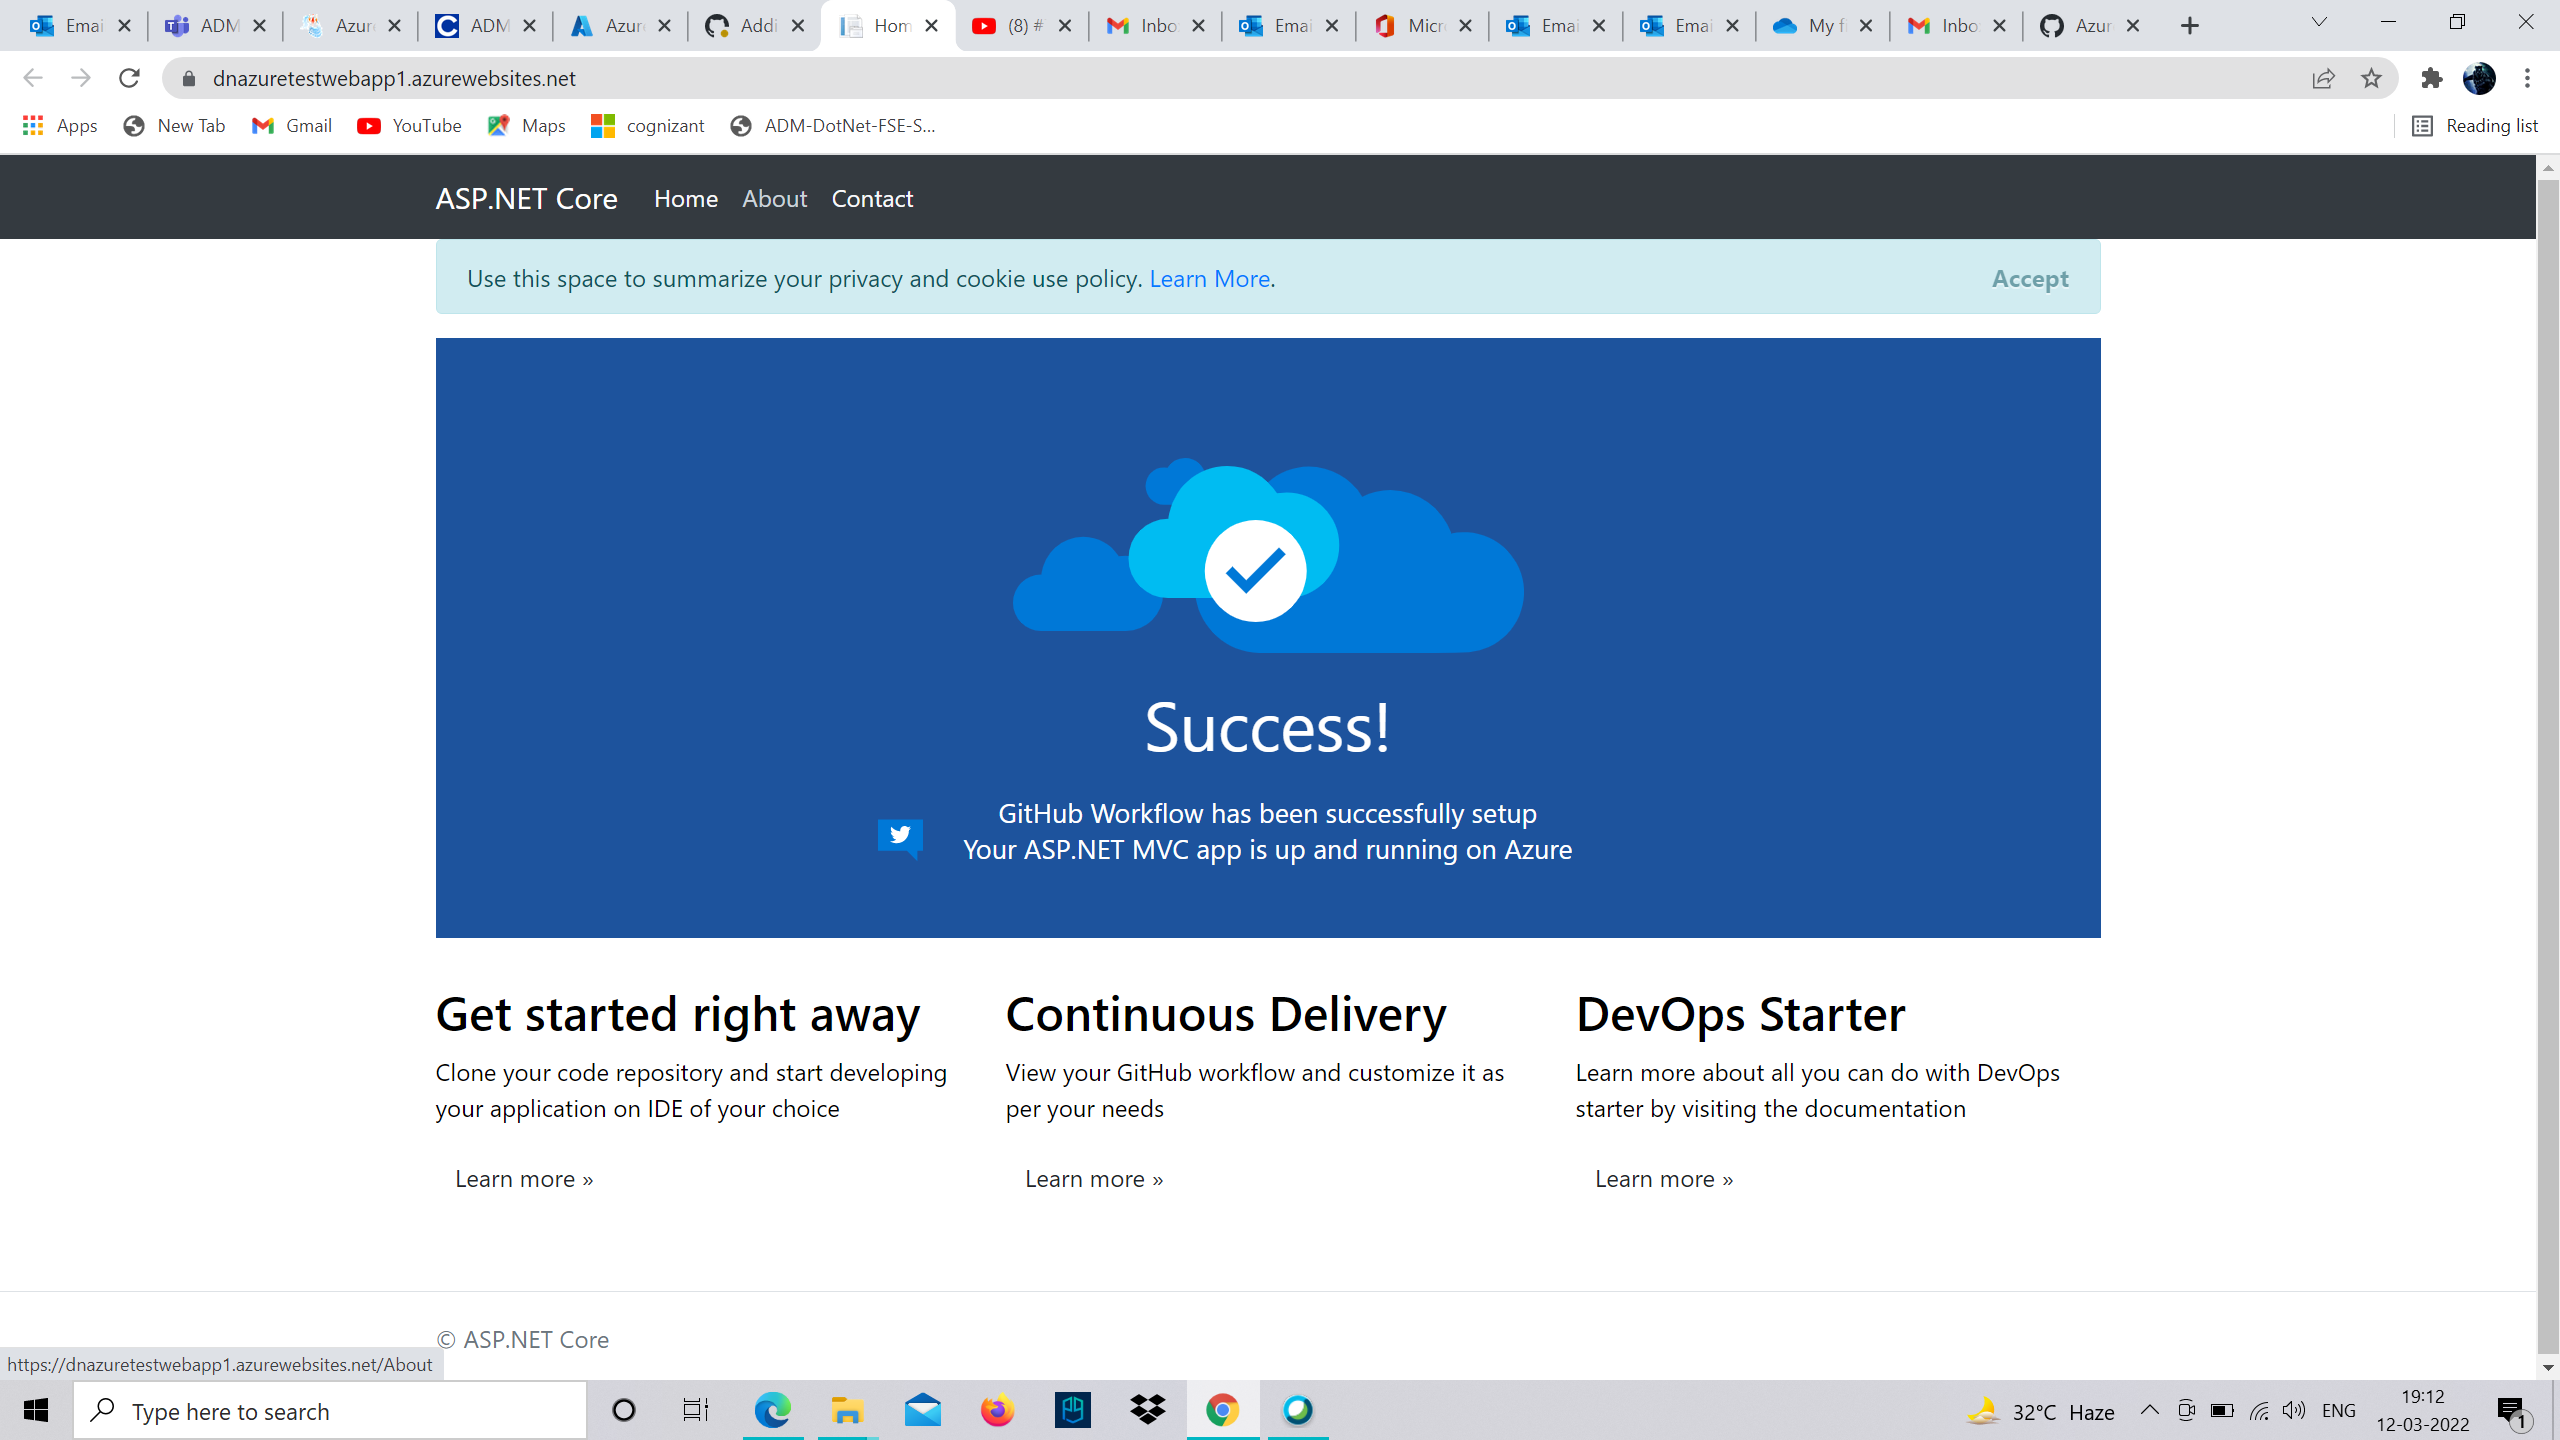 Emai
ADM
Azur
ADM
Azur
Addi
Hom
(8) #
Inbo
Emai
Micr
Emai
Emai
My f
Inbo
Azur
dnazuretestwebapp1.azurewebsites.net
Apps New Tab Gmail YouTube Maps cognizant ADM-DotNet-FSE-S... Reading list
ASP.NET Core Home About Contact
Use this space to summarize your privacy and cookie use policy. Learn More. Accept
Success!
GitHub Workflow has been successfully setup
Your ASP.NET MVC app is up and running on Azure
Get started right away
Clone your code repository and start developing
your application on IDE of your choice
Learn more »
Continuous Delivery
View your GitHub workflow and customize it as
per your needs
Learn more »
DevOps Starter
Learn more about all you can do with DevOps
starter by visiting the documentation
Learn more »
© ASP.NET Core
https://dnazuretestwebapp1.azurewebsites.net/About
Type here to search
32°C Haze
ENG
19:12
12-03-2022
1